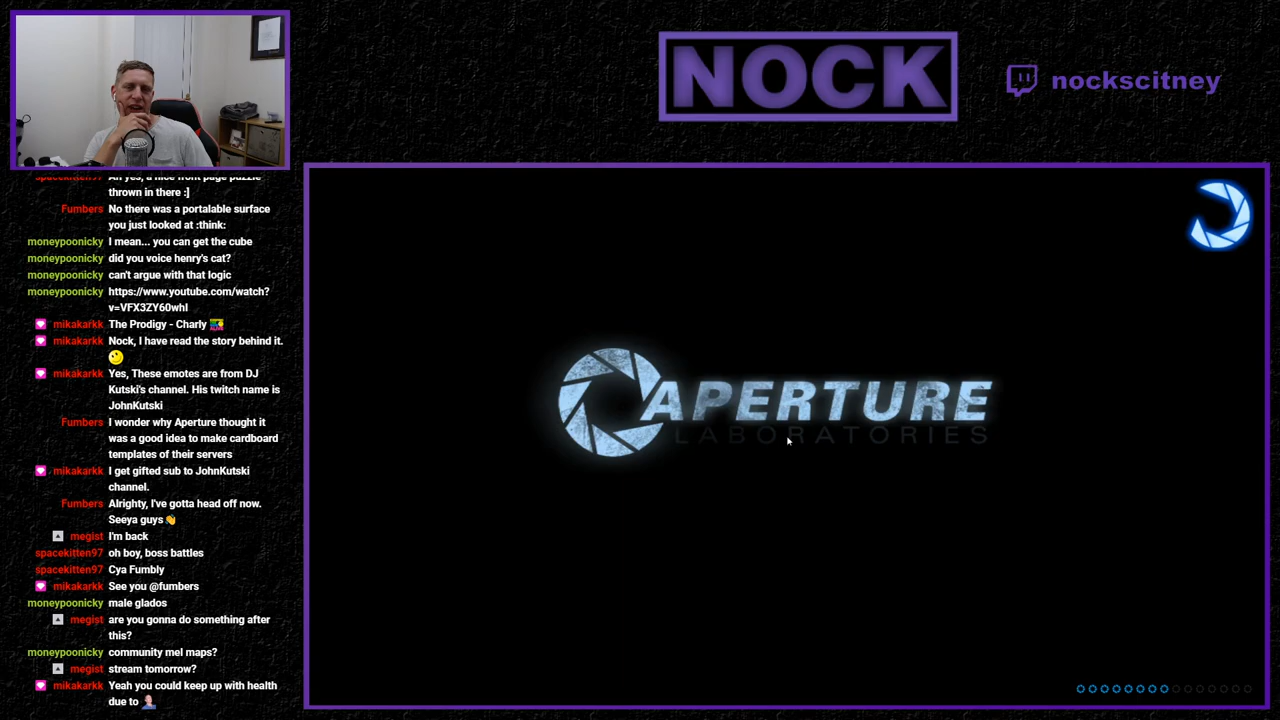 NOCK
nockscitney
spacekitten97 Ah yes, a nice front page puzzle
thrown in there :]
Fumbers No there was a portalable surface
you just looked at :think:
moneypoonicky I mean... you can get the cube
moneypoonicky did you voice henry's cat?
moneypoonicky can't argue with that logic
moneypoonicky https://www.youtube.com/watch?
v=VFX3ZY60whI
mikakarkk The Prodigy - Charly
mikakarkk Nock, I have read the story behind it.
mikakarkk Yes, These emotes are from DJ
Kutski's channel. His twitch name is
JohnKutski
Fumbers I wonder why Aperture thought it
was a good idea to make cardboard
templates of their servers
mikakarkk I get gifted sub to JohnKutski
channel.
Fumbers Alrighty, I've gotta head off now.
Seeya guys 👋
megist I'm back
spacekitten97 oh boy, boss battles
spacekitten97 Cya Fumbly
mikakarkk See you @fumbers
moneypoonicky male glados
megist are you gonna do something after
this?
moneypoonicky community mel maps?
megist stream tomorrow?
mikakarkk Yeah you could keep up with health
due to
APERTURE
LABORATORIES